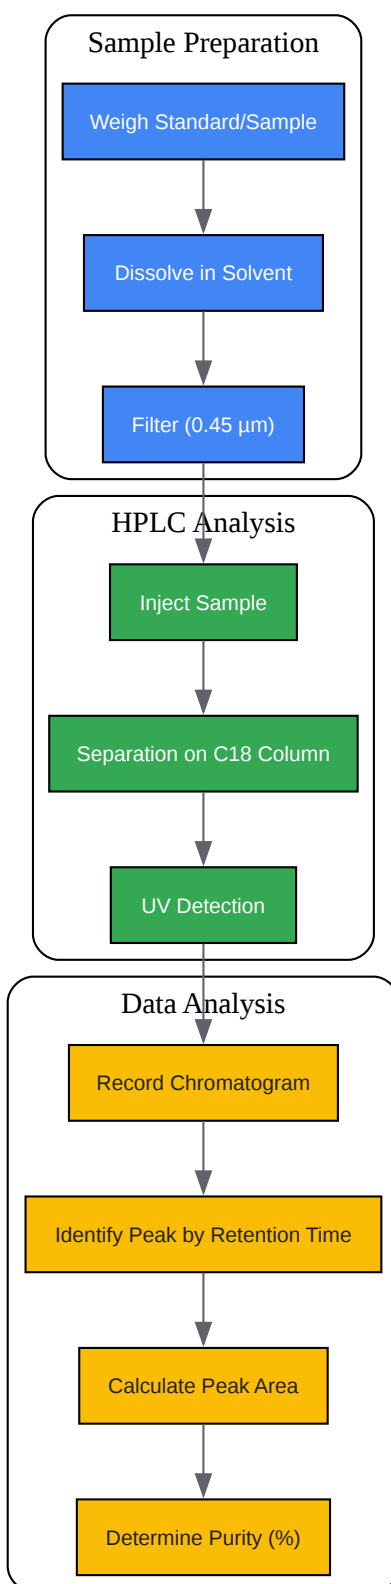 Sample Preparation
Weigh Standard/Sample
Dissolve in Solvent
Filter (0.45 µm)
HPLC Analysis
Inject Sample
Separation on C18 Column
UV Detection
Data Analysis
Record Chromatogram
Identify Peak by Retention Time
Calculate Peak Area
Determine Purity (%)